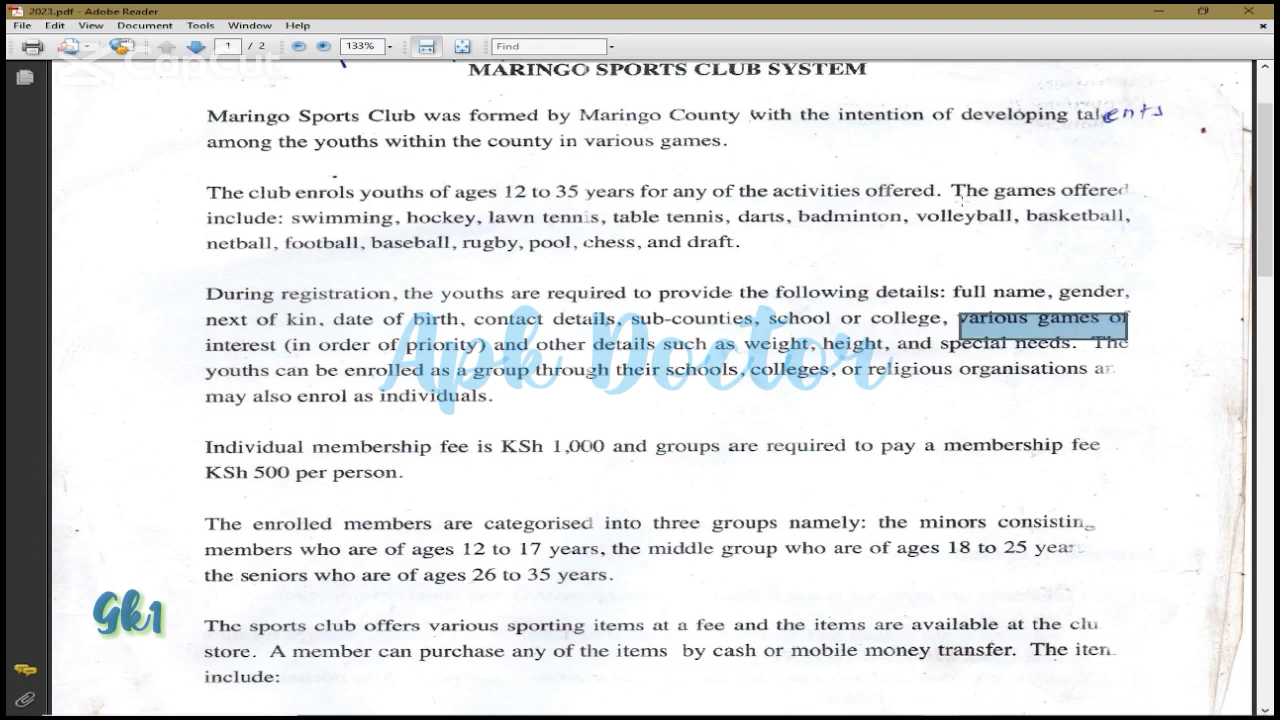 2023.pdf - Adobe Reader
File Edit View Document Tools Window Help
1 / 2 133% Find
CapCut
MARINGO SPORTS CLUB SYSTEM
Maringo Sports Club was formed by Maringo County with the intention of developing talents
among the youths within the county in various games.
The club enrols youths of ages 12 to 35 years for any of the activities offered. The games offered
include: swimming, hockey, lawn tennis, table tennis, darts, badminton, volleyball, basketball,
netball, football, baseball, rugby, pool, chess, and draft.
During registration, the youths are required to provide the following details: full name, gender,
next of kin, date of birth, contact details, sub-counties, school or college, various games of
interest (in order of priority) and other details such as weight, height, and special needs. The
youths can be enrolled as a group through their schools, colleges, or religious organisations
may also enrol as individuals.
Apk Doctor
Individual membership fee is KSh 1,000 and groups are required to pay a membership fee
KSh 500 per person.
The enrolled members are categorised into three groups namely: the minors consisting
members who are of ages 12 to 17 years, the middle group who are of ages 18 to 25 year
the seniors who are of ages 26 to 35 years.
Gk1
The sports club offers various sporting items at a fee and the items are available at the clu
store. A member can purchase any of the items by cash or mobile money transfer. The iten
include: